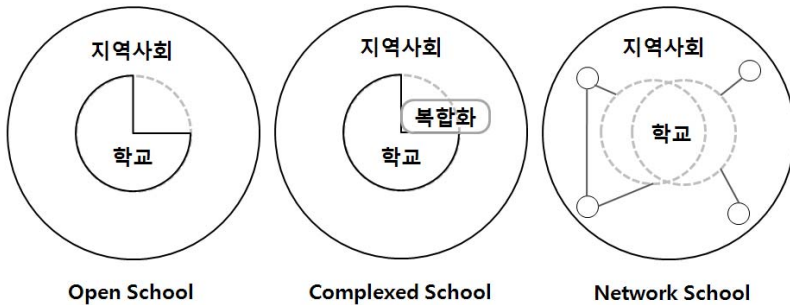 지역사회
학교
Open School
지역사회
복합화
학교
Complexed School
지역사회
학교
Network School